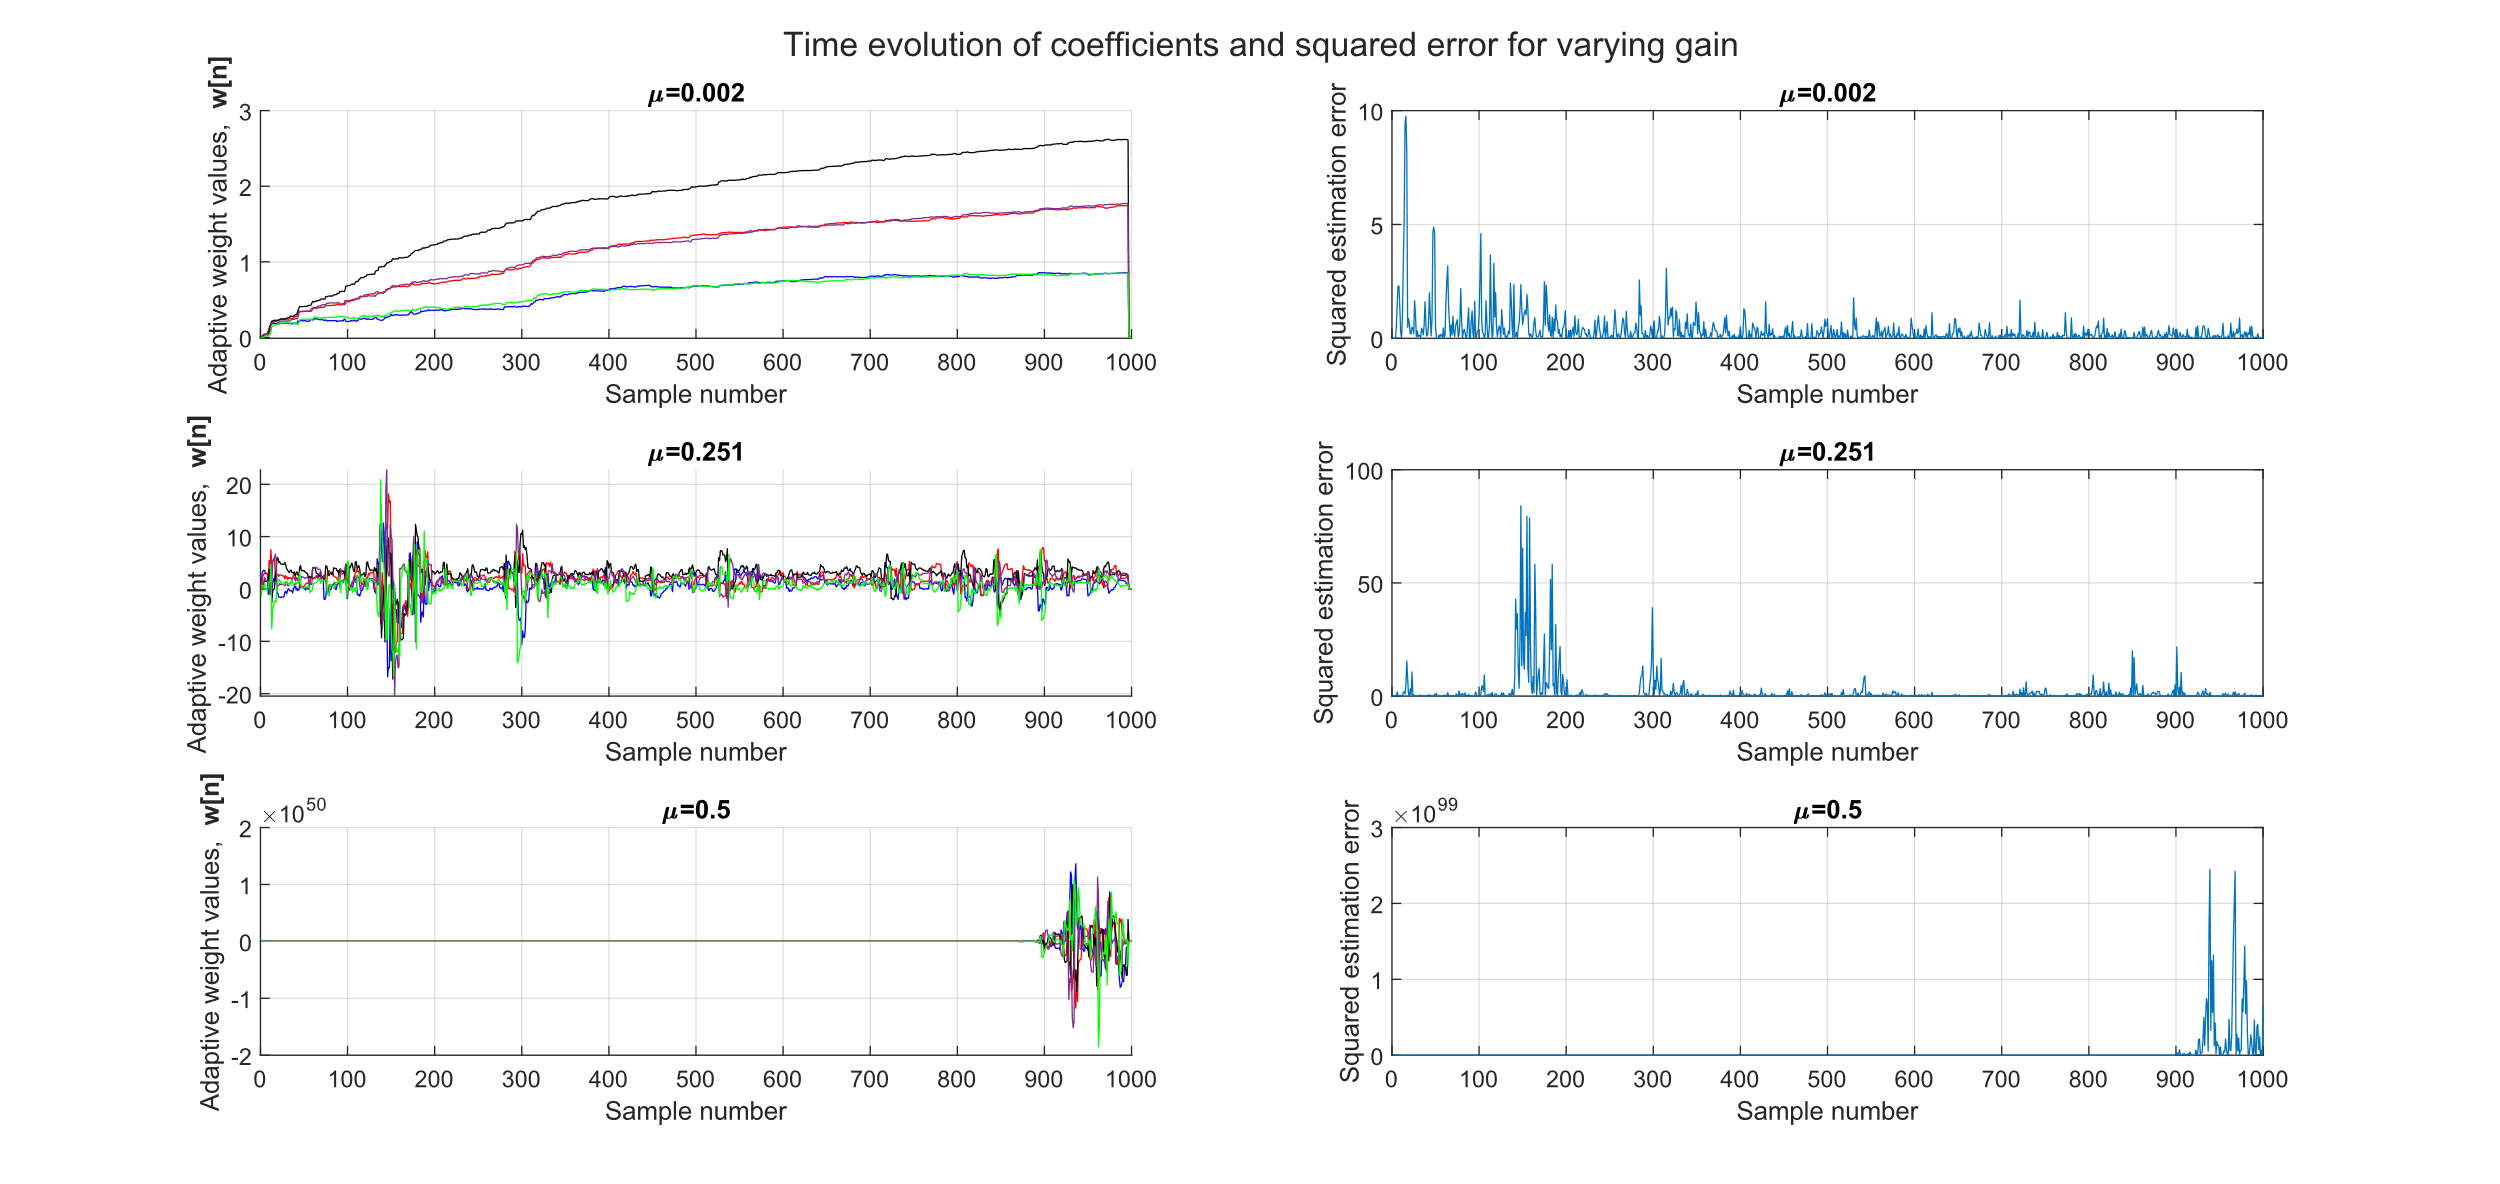 Time evolution of coefficients and squared error for varying gain
μ=0.002
Adaptive weight values, w[n]
3
2
1
0
0 100 200 300 400 500 600 700 800 900 1000
Sample number
μ=0.002
Squared estimation error
10
5
0
0 100 200 300 400 500 600 700 800 900 1000
Sample number
μ=0.251
Adaptive weight values, w[n]
20
10
0
-10
-20
0 100 200 300 400 500 600 700 800 900 1000
Sample number
μ=0.251
Squared estimation error
100
50
0
0 100 200 300 400 500 600 700 800 900 1000
Sample number
μ=0.5
×10^50
Adaptive weight values, w[n]
2
1
0
-1
-2
0 100 200 300 400 500 600 700 800 900 1000
Sample number
μ=0.5
×10^99
Squared estimation error
3
2
1
0
0 100 200 300 400 500 600 700 800 900 1000
Sample number